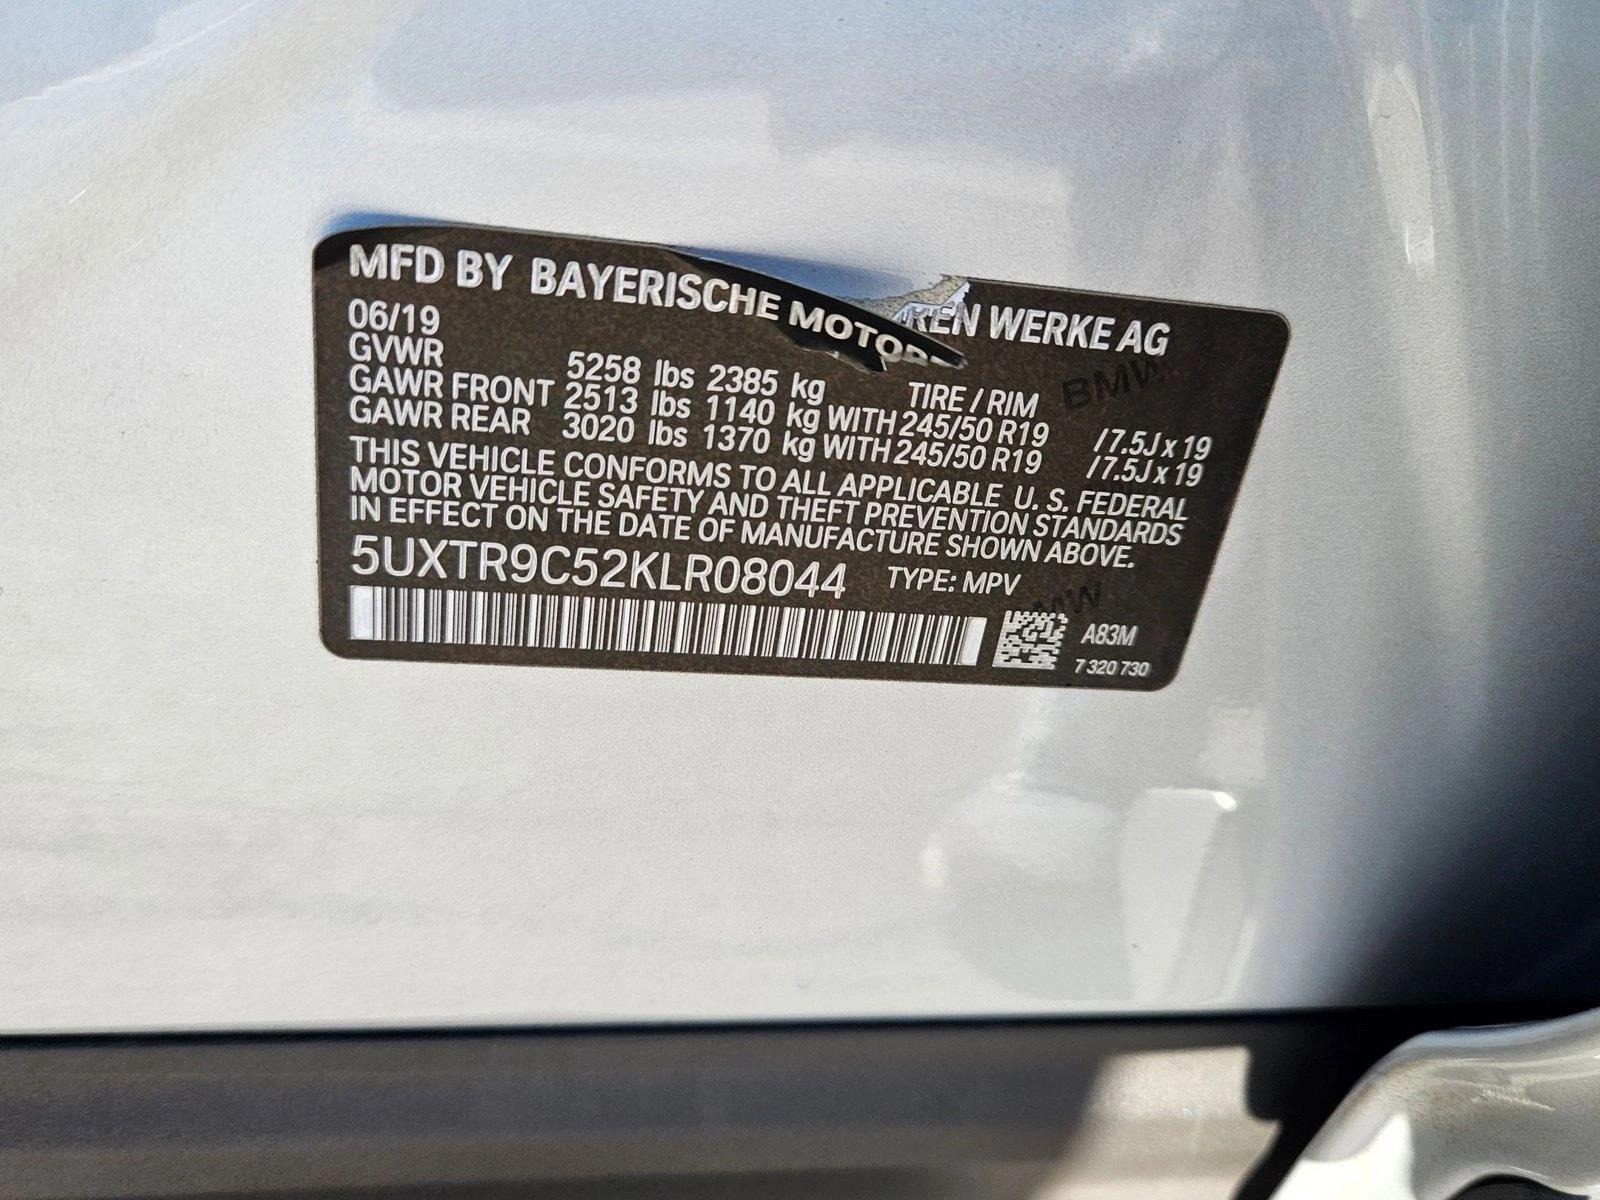 MFD BY BAYERISCHE MOTOREN WERKE AG
06/19
GVWR 5258 lbs 2385 kg TIRE / RIM
GAWR FRONT 2513 lbs 1140 kg WITH 245/50 R19 / 7.5J x 19
GAWR REAR 3020 lbs 1370 kg WITH 245/50 R19 / 7.5J x 19
THIS VEHICLE CONFORMS TO ALL APPLICABLE U. S. FEDERAL
MOTOR VEHICLE SAFETY AND THEFT PREVENTION STANDARDS
IN EFFECT ON THE DATE OF MANUFACTURE SHOWN ABOVE.
5UXTR9C52KLR08044 TYPE: MPV
A83M
7 320 730
BMW
BMW